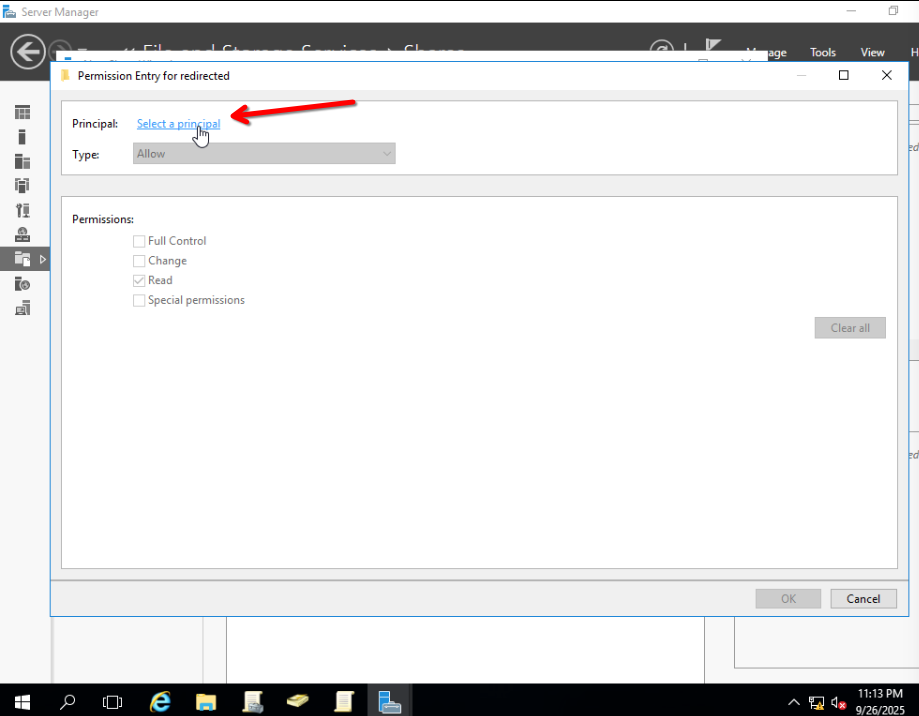 Server Manager
File and Storage Services Shares
Tools View
Permission Entry for redirected
Principal: Select a principal
Type: Allow
Permissions:
Full Control
Change
Read
Special permissions
Clear all
OK Cancel
11:13 PM
9/26/2025